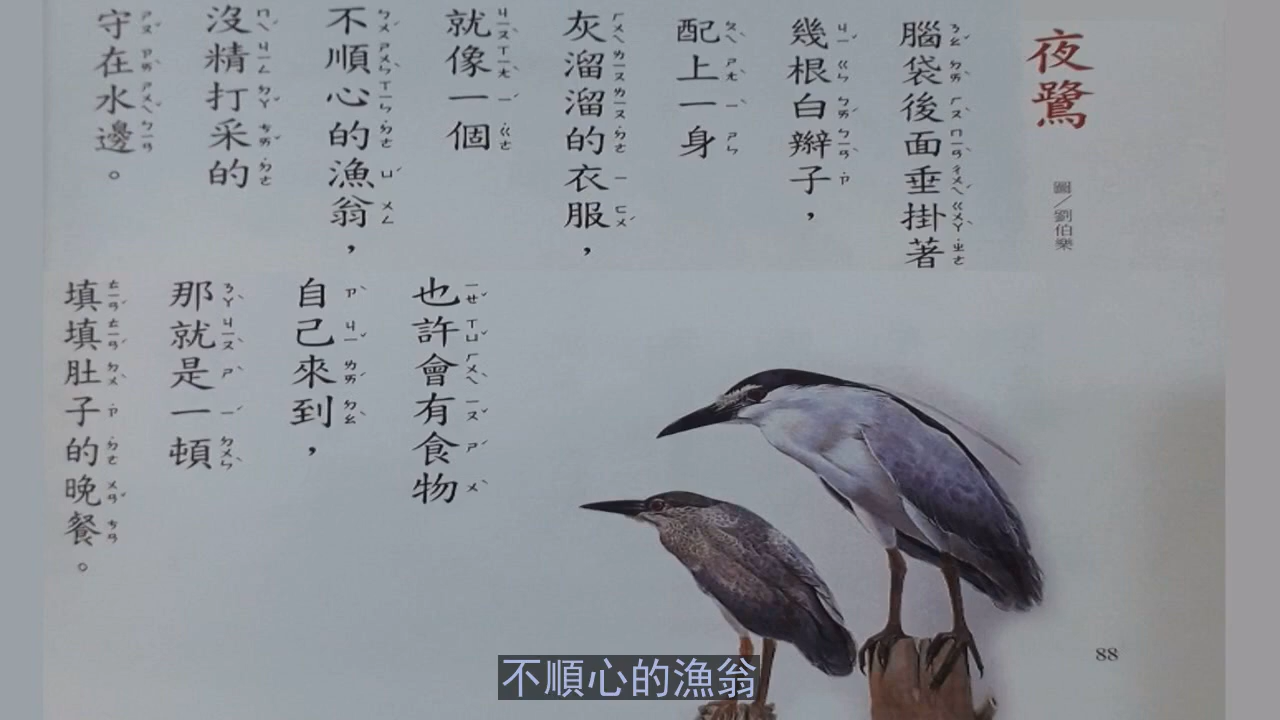 夜鷺
圖／劉伯樂
腦袋後面垂掛著
幾根白辮子，
配上一身
灰溜溜的衣服，
就像一個
不順心的漁翁，
沒精打采的
守在水邊。
也許會有食物
自己來到，
那就是一頓
填填肚子的晚餐。
88
不順心的漁翁